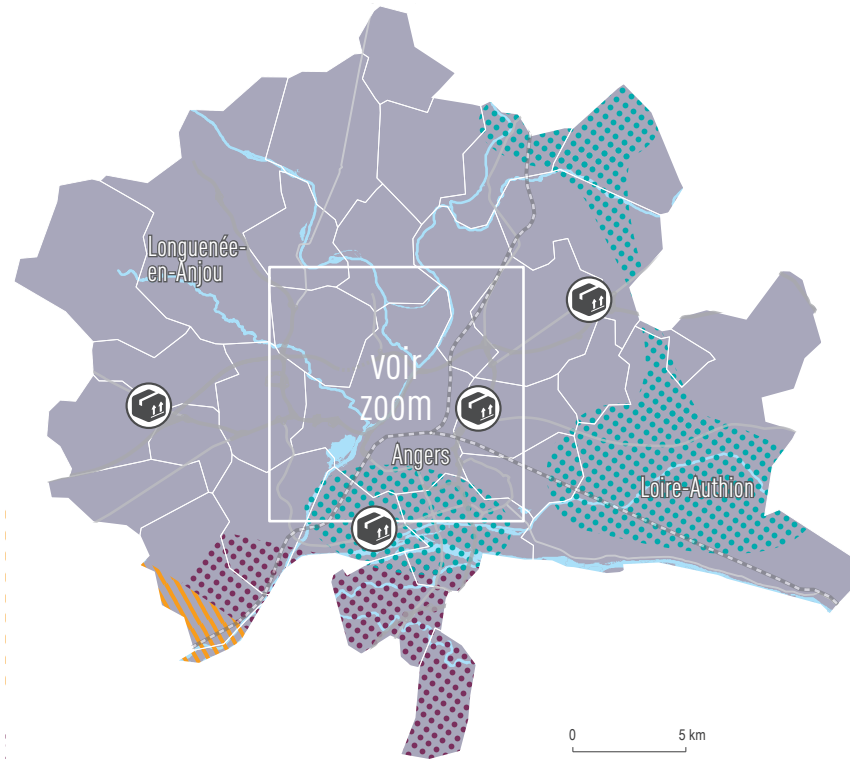 Longuenée-
en-Anjou
voir
zoom
Angers
Loire-Authion
0 5 km